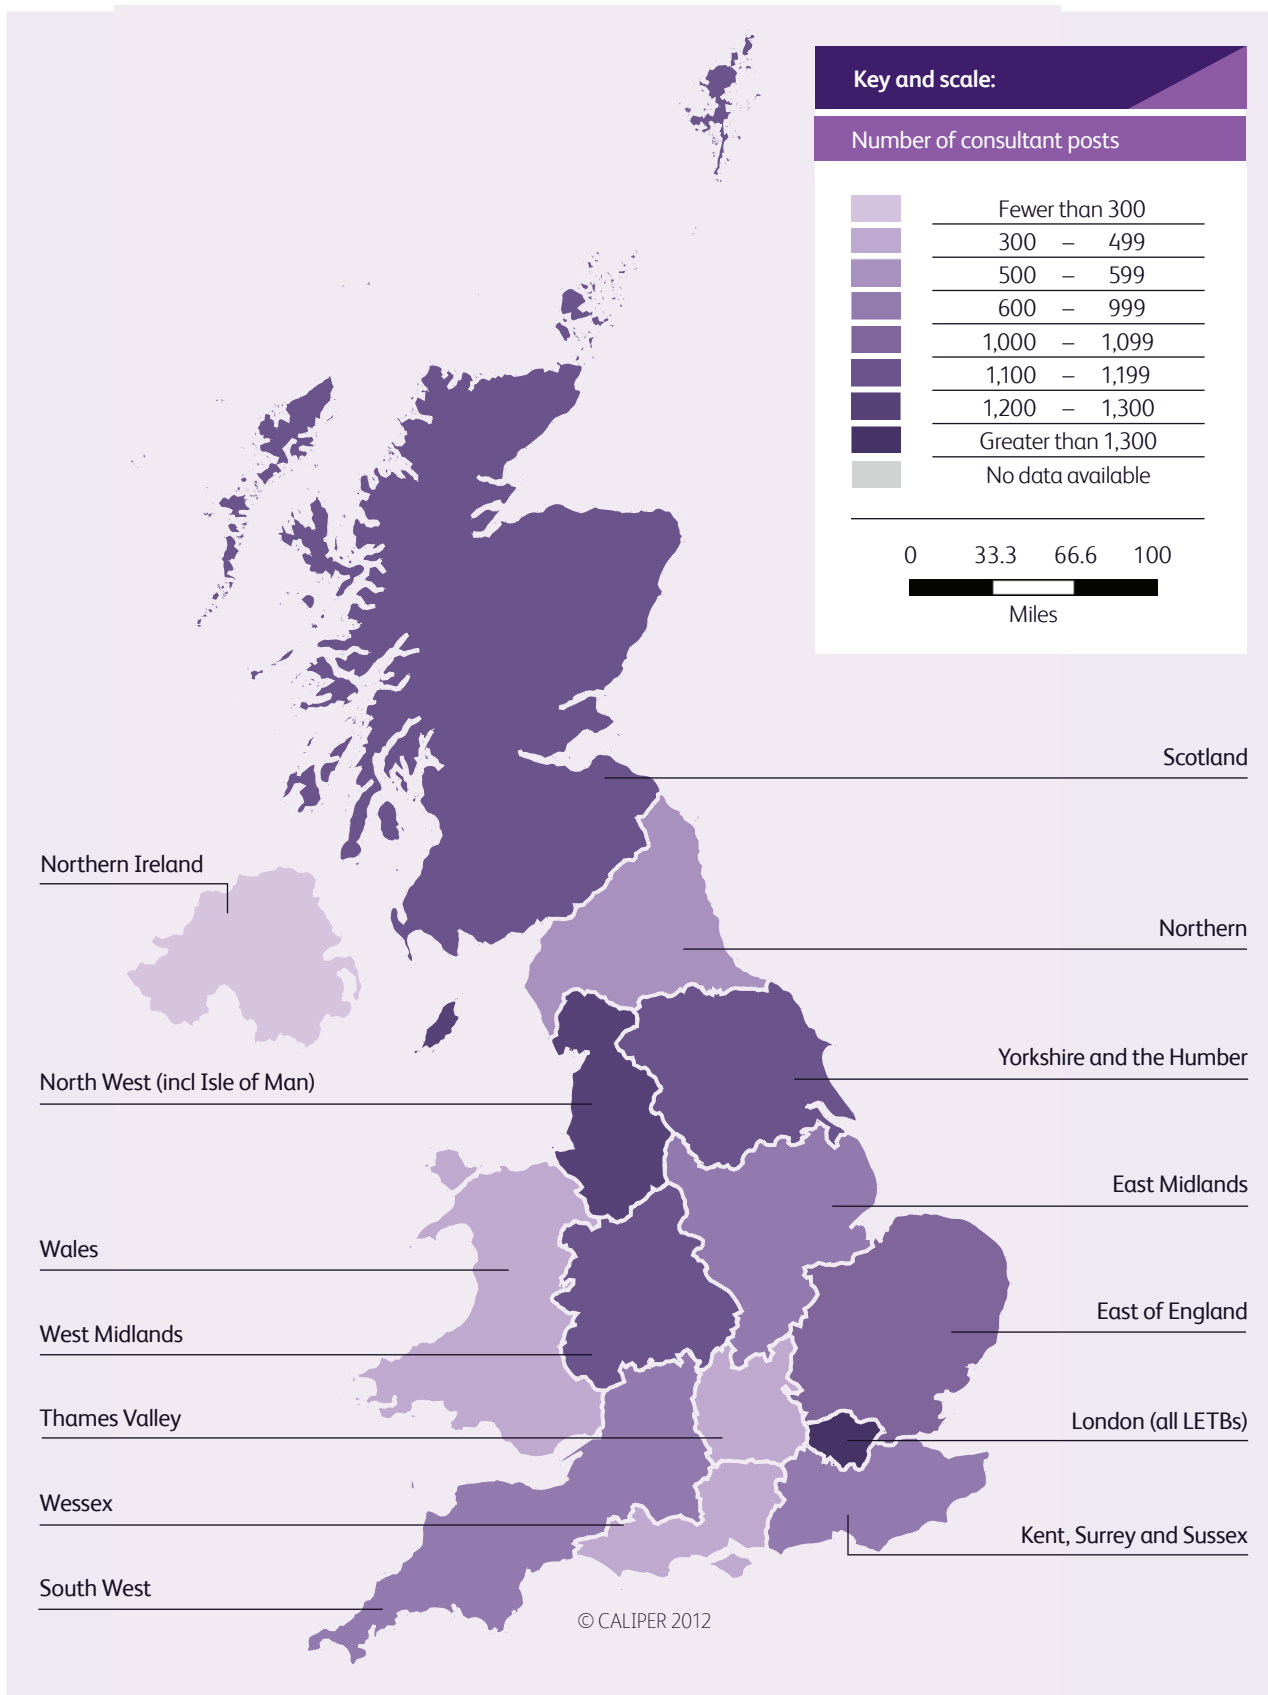 Key and scale:
Number of consultant posts
Fewer than 300
300 – 499
500 – 599
600 – 999
1,000 – 1,099
1,100 – 1,199
1,200 – 1,300
Greater than 1,300
No data available
0 33.3 66.6 100
Miles
Scotland
Northern Ireland
Northern
Yorkshire and the Humber
North West (incl Isle of Man)
East Midlands
Wales
East of England
West Midlands
Thames Valley
London (all LETBs)
Wessex
Kent, Surrey and Sussex
South West
© CALIPER 2012